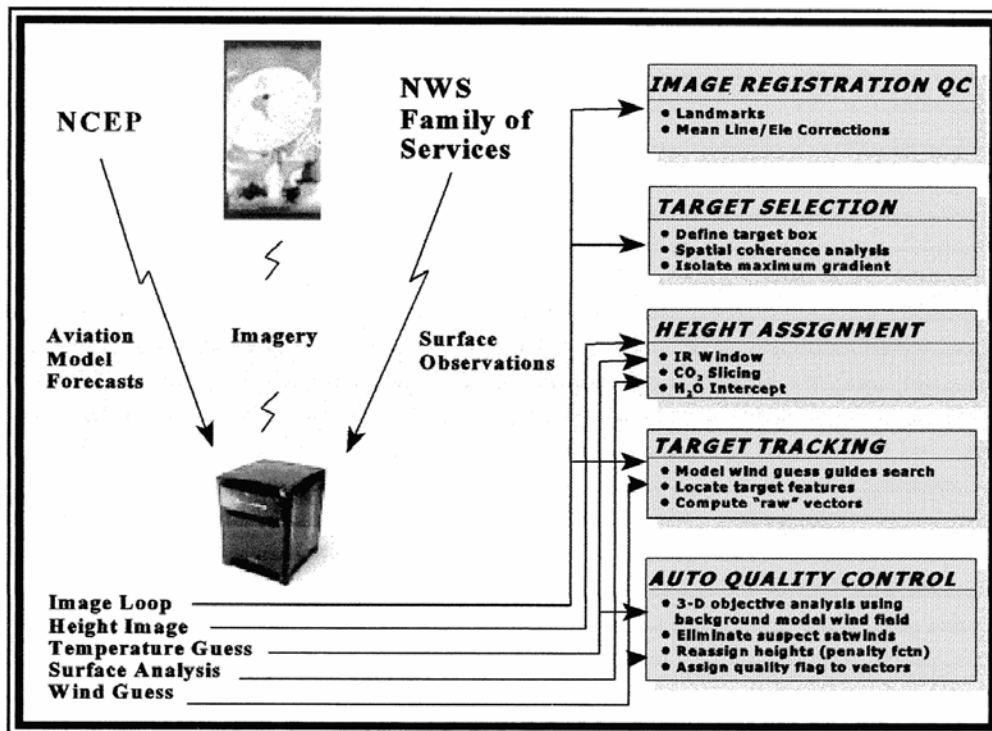 NCEP
NWS
Family of
Services
Aviation
Model
Forecasts
Imagery
Surface
Observations
Image Loop
Height Image
Temperature Guess
Surface Analysis
Wind Guess
IMAGE REGISTRATION QC
• Landmarks
• Mean Line/Ele Corrections
TARGET SELECTION
• Define target box
• Spatial coherence analysis
• Isolate maximum gradient
HEIGHT ASSIGNMENT
• IR Window
• CO₂ Slicing
• H₂O Intercept
TARGET TRACKING
• Model wind guess guides search
• Locate target features
• Compute "raw" vectors
AUTO QUALITY CONTROL
• 3-D objective analysis using
background model wind field
• Eliminate suspect satwinds
• Reassign heights (penalty fctn)
• Assign quality flag to vectors